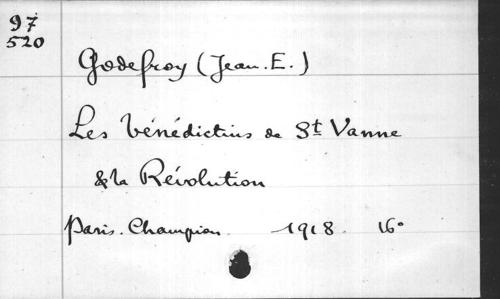 97
520
Godefroy (Jean.E.)
Les bénédictins de St Vanne
& la Révolution
Paris. Champion. 1918. 16°